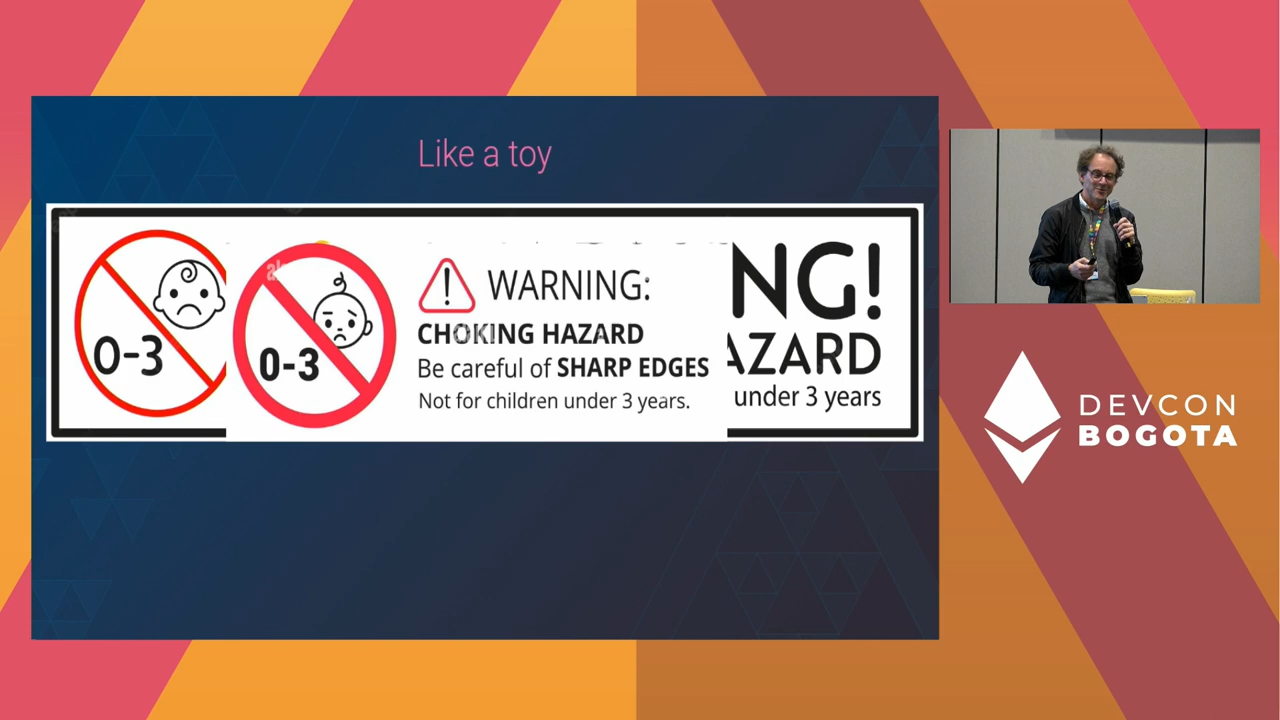 Like a toy
0-3
0-3
WARNING:
CHOKING HAZARD
Be careful of SHARP EDGES
Not for children under 3 years.
NG!
AZARD
under 3 years
DEVCON
BOGOTA